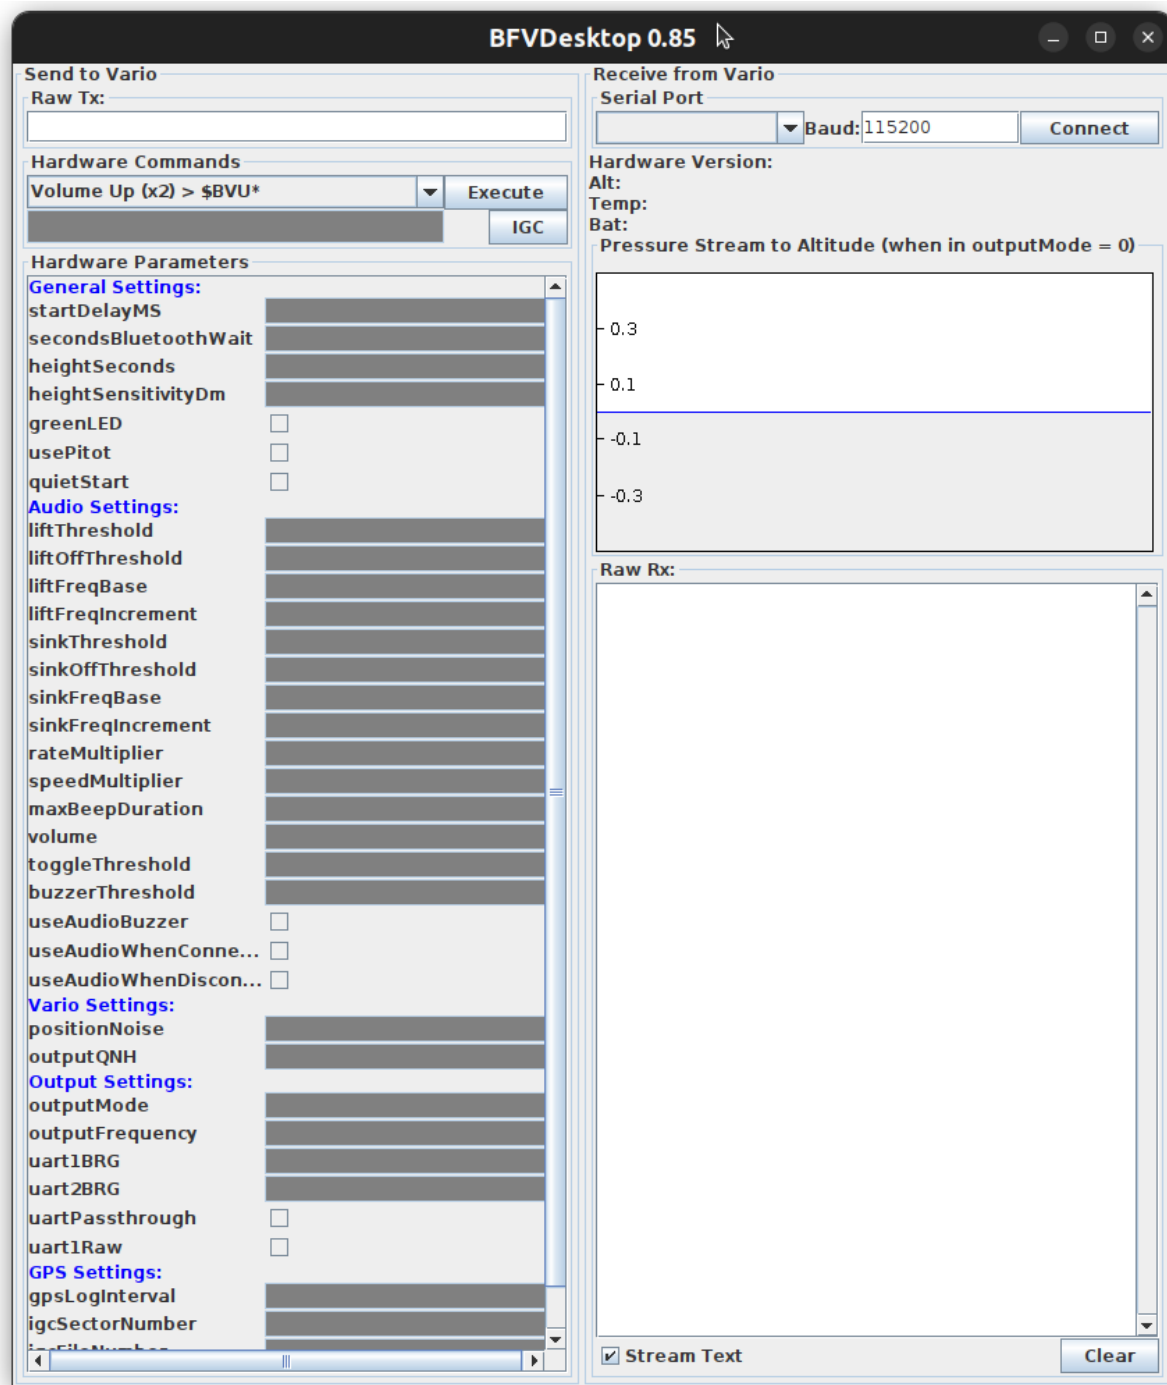 BFVDesktop 0.85
Send to Vario
Raw Tx:
Hardware Commands
Volume Up (x2) > $BVU*
Execute
IGC
Hardware Parameters
General Settings:
startDelayMS
secondsBluetoothWait
heightSeconds
heightSensitivityDm
greenLED
usePitot
quietStart
Audio Settings:
liftThreshold
liftOffThreshold
liftFreqBase
liftFreqIncrement
sinkThreshold
sinkOffThreshold
sinkFreqBase
sinkFreqIncrement
rateMultiplier
speedMultiplier
maxBeepDuration
volume
toggleThreshold
buzzerThreshold
useAudioBuzzer
useAudioWhenConne...
useAudioWhenDiscon...
Vario Settings:
positionNoise
outputQNH
Output Settings:
outputMode
outputFrequency
uart1BRG
uart2BRG
uartPassthrough
uart1Raw
GPS Settings:
gpsLogInterval
igcSectorNumber
igcFileNumber
Receive from Vario
Serial Port
Baud: 115200
Connect
Hardware Version:
Alt:
Temp:
Bat:
Pressure Stream to Altitude (when in outputMode = 0)
0.3
0.1
-0.1
-0.3
Raw Rx:
Stream Text
Clear